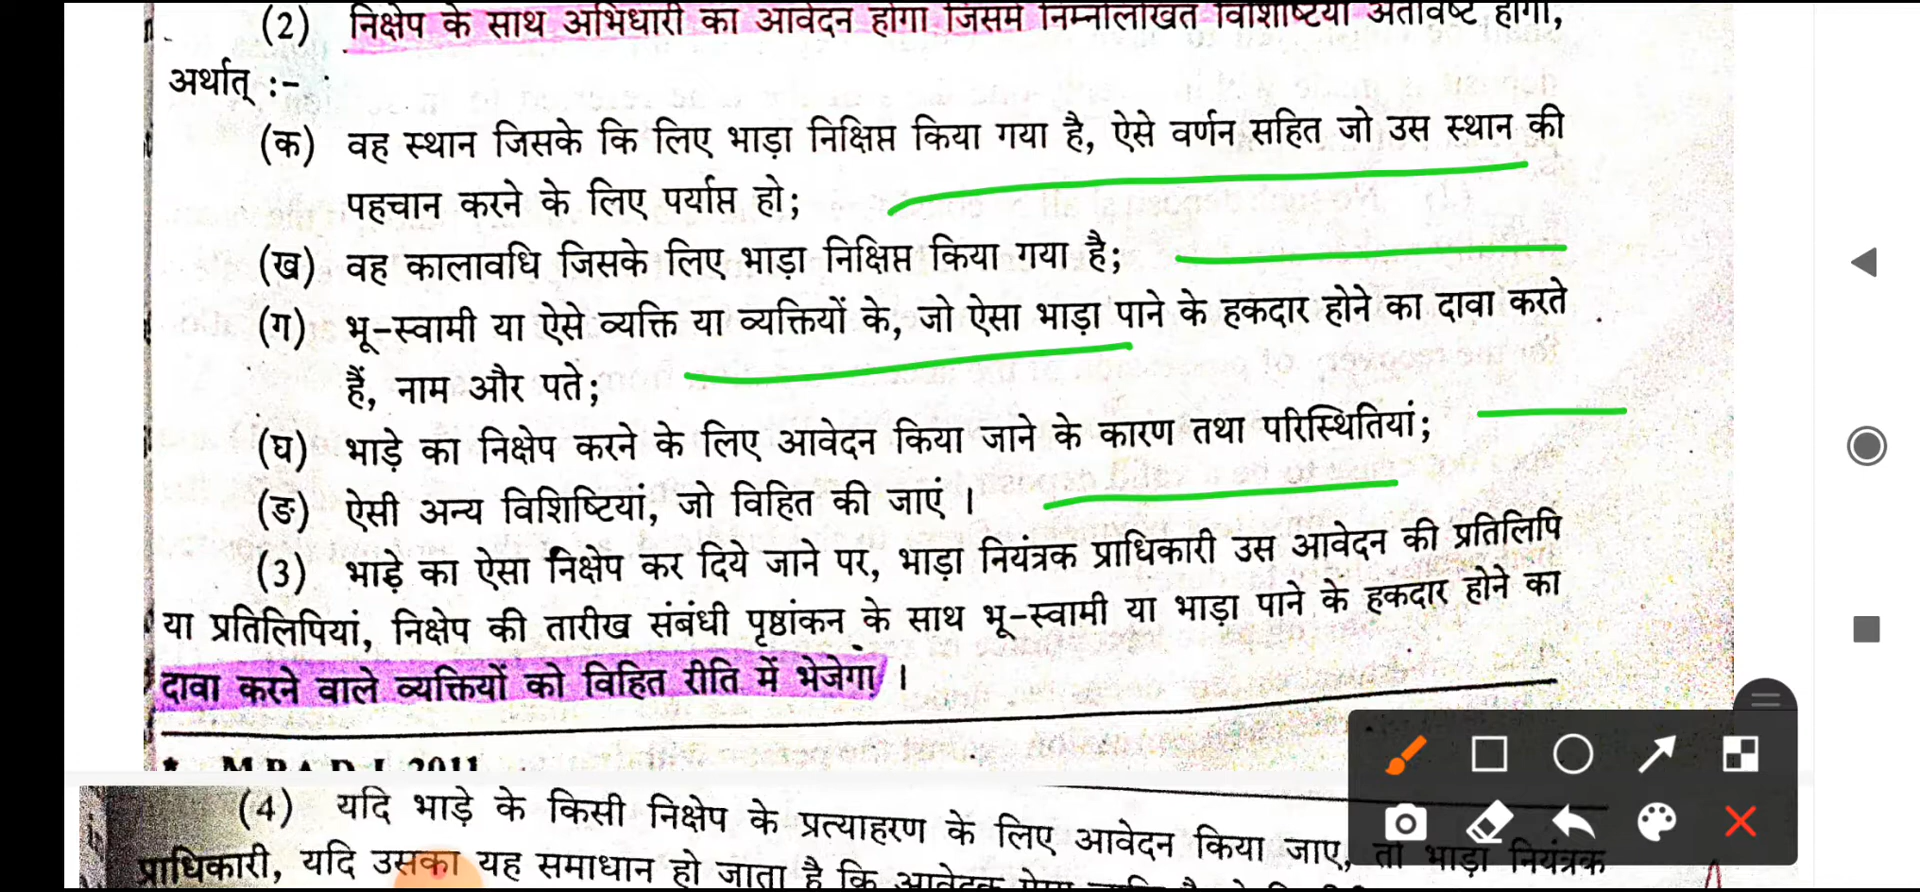 (2) निक्षेप के साथ अभिधारी का आवेदन होगा जिसमें निम्नलिखित विशिष्टियां अंतर्विष्ट होंगी,
अर्थात् :-
(क) वह स्थान जिसके कि लिए भाड़ा निक्षिप्त किया गया है, ऐसे वर्णन सहित जो उस स्थान की
पहचान करने के लिए पर्याप्त हो;
(ख) वह कालावधि जिसके लिए भाड़ा निक्षिप्त किया गया है;
(ग) भू-स्वामी या ऐसे व्यक्ति या व्यक्तियों के, जो ऐसा भाड़ा पाने के हकदार होने का दावा करते
हैं, नाम और पते;
(घ) भाड़े का निक्षेप करने के लिए आवेदन किया जाने के कारण तथा परिस्थितियां;
(ङ) ऐसी अन्य विशिष्टियां, जो विहित की जाएं ।
(3) भाड़े का ऐसा निक्षेप कर दिये जाने पर, भाड़ा नियंत्रक प्राधिकारी उस आवेदन की प्रतिलिपि
या प्रतिलिपियां, निक्षेप की तारीख संबंधी पृष्ठांकन के साथ भू-स्वामी या भाड़ा पाने के हकदार होने का
दावा करने वाले व्यक्तियों को विहित रीति में भेजेगा ।
(4) यदि भाड़े के किसी निक्षेप के प्रत्याहरण के लिए आवेदन किया जाए, तो भाड़ा नियंत्रक
प्राधिकारी, यदि उसका यह समाधान हो जाता है कि आवेदक